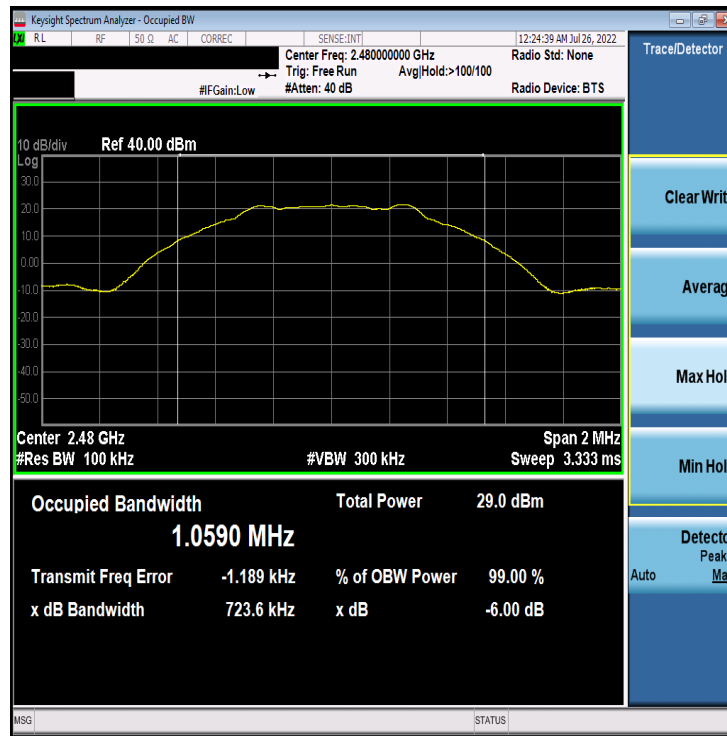 Keysight Spectrum Analyzer - Occupied BW
LXI RL RF 50 Ω AC CORREC SENSE:INT 12:24:39 AM Jul 26, 2022
Center Freq: 2.480000000 GHz Radio Std: None
Trig: Free Run Avg|Hold:>100/100
#IFGain:Low #Atten: 40 dB Radio Device: BTS
10 dB/div Ref 40.00 dBm
Log
30.0
20.0
10.0
0.00
-10.0
-20.0
-30.0
-40.0
-50.0
Center 2.48 GHz Span 2 MHz
#Res BW 100 kHz #VBW 300 kHz Sweep 3.333 ms
Occupied Bandwidth Total Power 29.0 dBm
1.0590 MHz
Transmit Freq Error -1.189 kHz % of OBW Power 99.00 %
x dB Bandwidth 723.6 kHz x dB -6.00 dB
MSG STATUS
Trace/Detector
Clear Writ
Averag
Max Hol
Min Hol
Detecto
Peak
Auto Ma